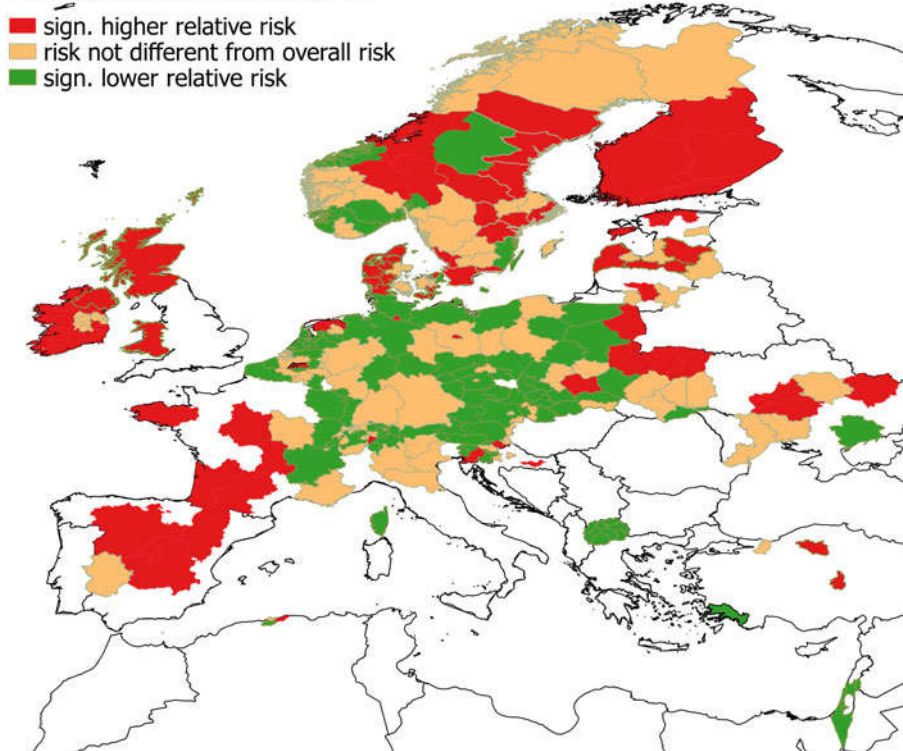 sign. higher relative risk
risk not different from overall risk
sign. lower relative risk